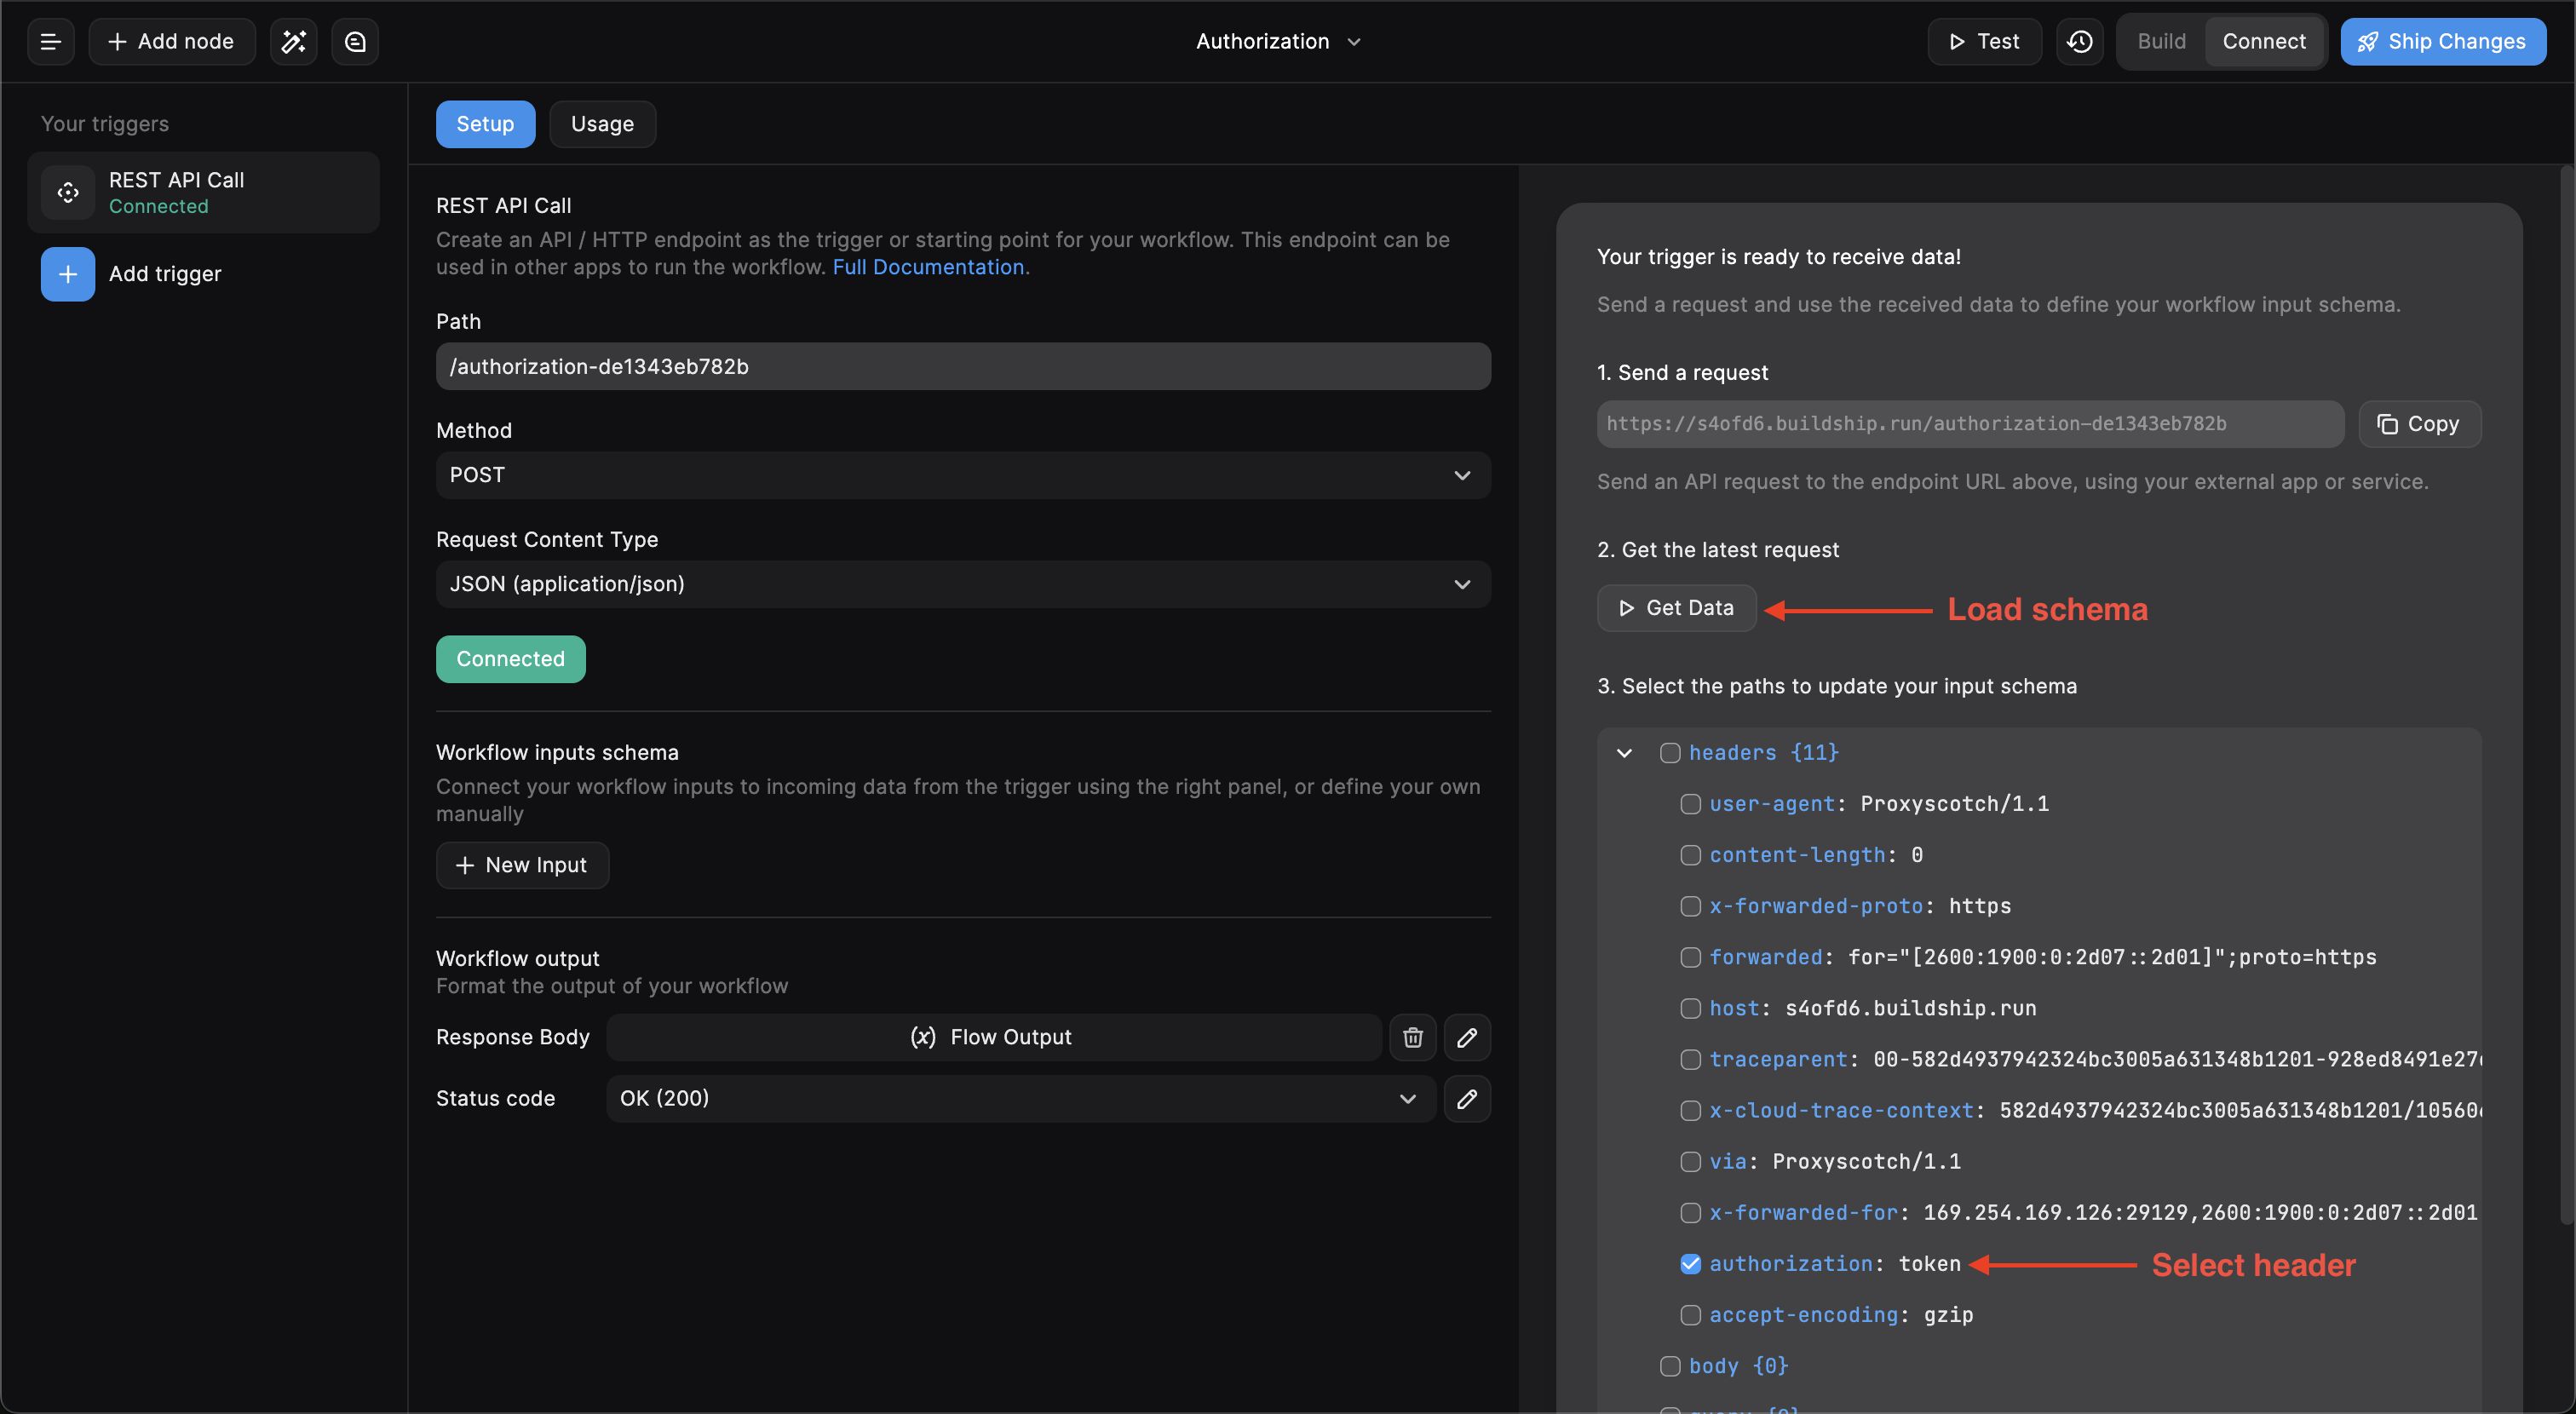 Add node
Authorization
Test
Build
Connect
Ship Changes
Your triggers
REST API Call
Connected
Add trigger
Setup
Usage
REST API Call
Create an API / HTTP endpoint as the trigger or starting point for your workflow. This endpoint can be
used in other apps to run the workflow. Full Documentation.
Path
/authorization-de1343eb782b
Method
POST
Request Content Type
JSON (application/json)
Connected
Workflow inputs schema
Connect your workflow inputs to incoming data from the trigger using the right panel, or define your own
manually
New Input
Workflow output
Format the output of your workflow
Response Body
(x) Flow Output
Status code
OK (200)
Your trigger is ready to receive data!
Send a request and use the received data to define your workflow input schema.
1. Send a request
https://s4ofd6.buildship.run/authorization-de1343eb782b
Copy
Send an API request to the endpoint URL above, using your external app or service.
2. Get the latest request
Get Data
Load schema
3. Select the paths to update your input schema
headers {11}
user-agent: Proxyscotch/1.1
content-length: 0
x-forwarded-proto: https
forwarded: for="[2600:1900:0:2d07::2d01]";proto=https
host: s4ofd6.buildship.run
traceparent: 00-582d4937942324bc3005a631348b1201-928ed8491e27
x-cloud-trace-context: 582d4937942324bc3005a631348b1201/10560
via: Proxyscotch/1.1
x-forwarded-for: 169.254.169.126:29129,2600:1900:0:2d07::2d01
authorization: token
Select header
accept-encoding: gzip
body {0}